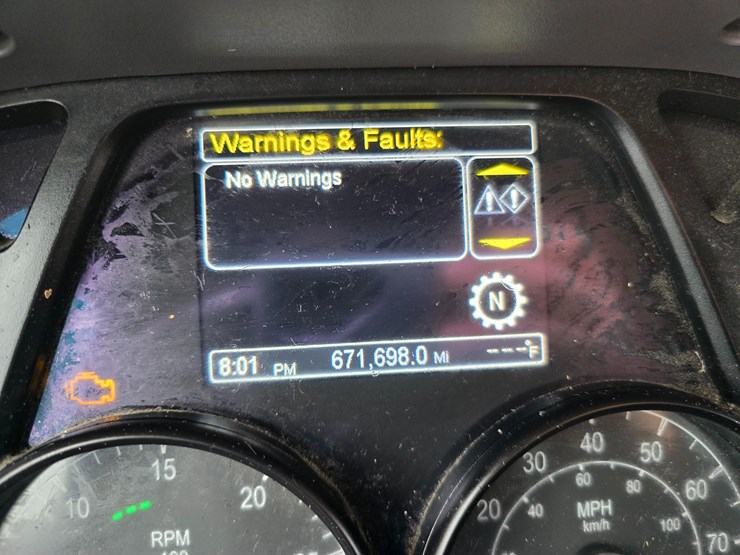 Warnings & Faults:
No Warnings
N
8:01 PM 671,698.0 MI ---°F
10 15 20
RPM
20 30 40 50 60 70
40 60 80 100
MPH
km/h